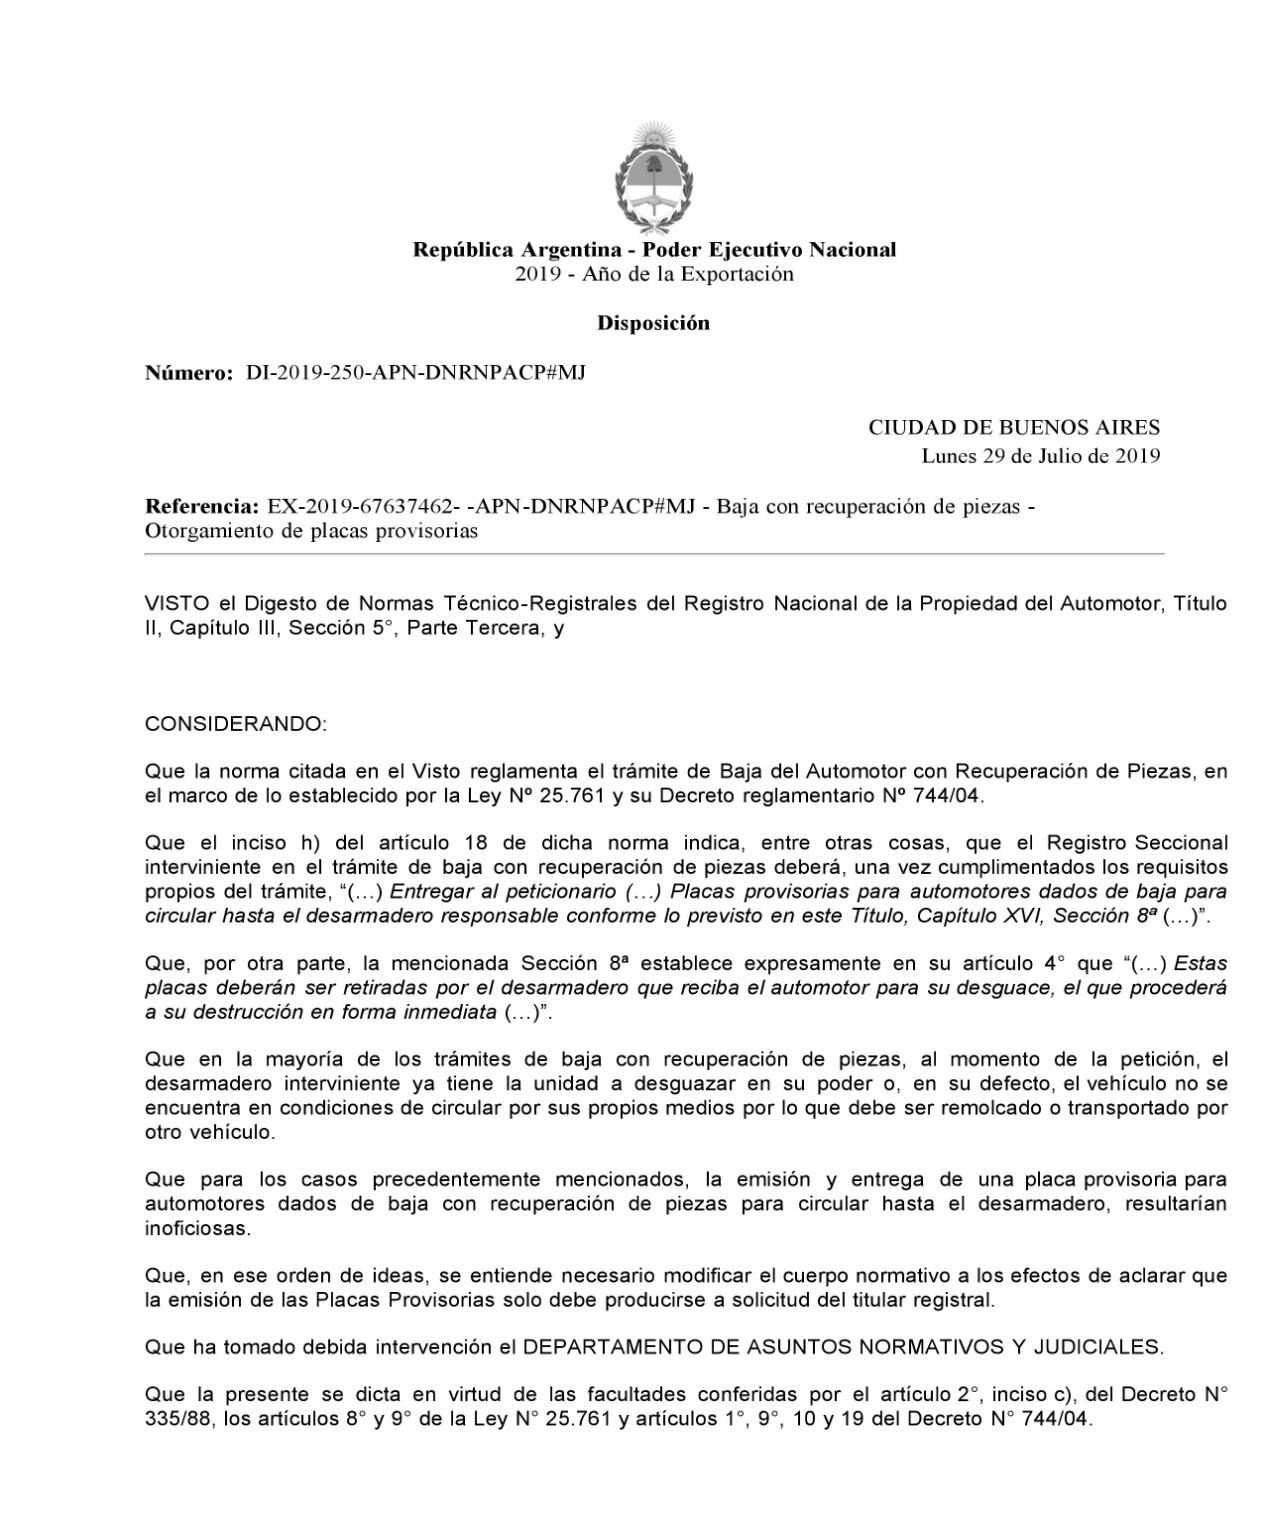 República Argentina - Poder Ejecutivo Nacional
2019 - Año de la Exportación
Disposición
Número: DI-2019-250-APN-DNRNPACP#MJ
CIUDAD DE BUENOS AIRES
Lunes 29 de Julio de 2019
Referencia: EX-2019-67637462- -APN-DNRNPACP#MJ - Baja con recuperación de piezas -
Otorgamiento de placas provisorias
VISTO el Digesto de Normas Técnico-Registrales del Registro Nacional de la Propiedad del Automotor, Título
II, Capítulo III, Sección 5°, Parte Tercera, y
CONSIDERANDO:
Que la norma citada en el Visto reglamenta el trámite de Baja del Automotor con Recuperación de Piezas, en
el marco de lo establecido por la Ley Nº 25.761 y su Decreto reglamentario Nº 744/04.
Que el inciso h) del artículo 18 de dicha norma indica, entre otras cosas, que el Registro Seccional
interviniente en el trámite de baja con recuperación de piezas deberá, una vez cumplimentados los requisitos
propios del trámite, “(…) Entregar al peticionario (…) Placas provisorias para automotores dados de baja para
circular hasta el desarmadero responsable conforme lo previsto en este Título, Capítulo XVI, Sección 8ª (…)”.
Que, por otra parte, la mencionada Sección 8ª establece expresamente en su artículo 4° que “(…) Estas
placas deberán ser retiradas por el desarmadero que reciba el automotor para su desguace, el que procederá
a su destrucción en forma inmediata (…)”.
Que en la mayoría de los trámites de baja con recuperación de piezas, al momento de la petición, el
desarmadero interviniente ya tiene la unidad a desguazar en su poder o, en su defecto, el vehículo no se
encuentra en condiciones de circular por sus propios medios por lo que debe ser remolcado o transportado por
otro vehículo.
Que para los casos precedentemente mencionados, la emisión y entrega de una placa provisoria para
automotores dados de baja con recuperación de piezas para circular hasta el desarmadero, resultarían
inoficiosas.
Que, en ese orden de ideas, se entiende necesario modificar el cuerpo normativo a los efectos de aclarar que
la emisión de las Placas Provisorias solo debe producirse a solicitud del titular registral.
Que ha tomado debida intervención el DEPARTAMENTO DE ASUNTOS NORMATIVOS Y JUDICIALES.
Que la presente se dicta en virtud de las facultades conferidas por el artículo 2°, inciso c), del Decreto N°
335/88, los artículos 8° y 9° de la Ley N° 25.761 y artículos 1°, 9°, 10 y 19 del Decreto N° 744/04.